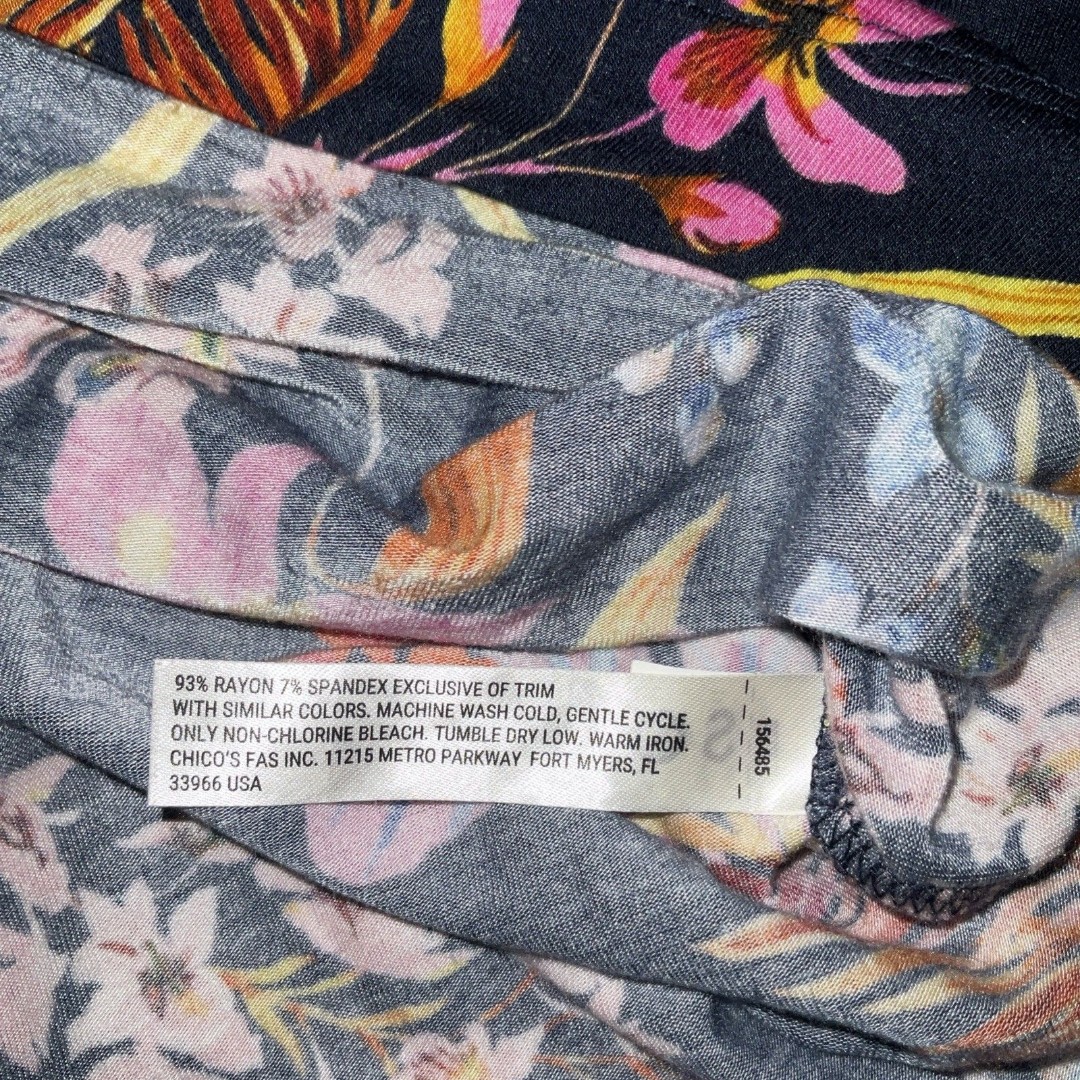 93% RAYON 7% SPANDEX EXCLUSIVE OF TRIM
WITH SIMILAR COLORS. MACHINE WASH COLD, GENTLE CYCLE.
ONLY NON-CHLORINE BLEACH. TUMBLE DRY LOW. WARM IRON.
CHICO'S FAS INC. 11215 METRO PARKWAY FORT MYERS, FL
33966 USA
156485